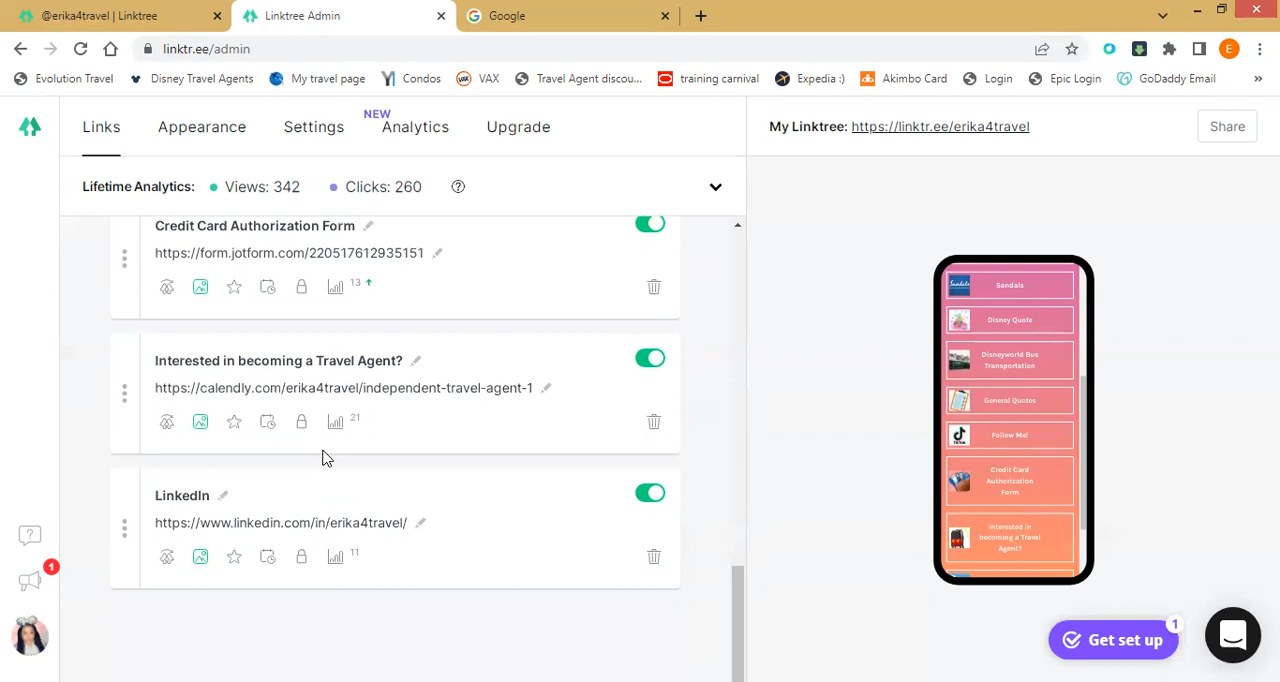 @erika4travel | Linktree
Linktree Admin
Google
linktr.ee/admin
E
Evolution Travel
Disney Travel Agents
My travel page
Condos
VAX
Travel Agent discou...
training carnival
Expedia :)
Akimbo Card
Login
Epic Login
GoDaddy Email
»
Links
Appearance
Settings
NEW
Analytics
Upgrade
My Linktree: https://linktr.ee/erika4travel
Share
Lifetime Analytics:
Views: 342
Clicks: 260
Credit Card Authorization Form
https://form.jotform.com/220517612935151
13
Interested in becoming a Travel Agent?
https://calendly.com/erika4travel/independent-travel-agent-1
21
LinkedIn
https://www.linkedin.com/in/erika4travel/
11
1
Sandals
Sandals
Disney Quote
Disneyworld Bus
Transportation
General Quotes
Follow Me!
Credit Card
Authorization
Form
Interested in
becoming a Travel
Agent?
Get set up
1